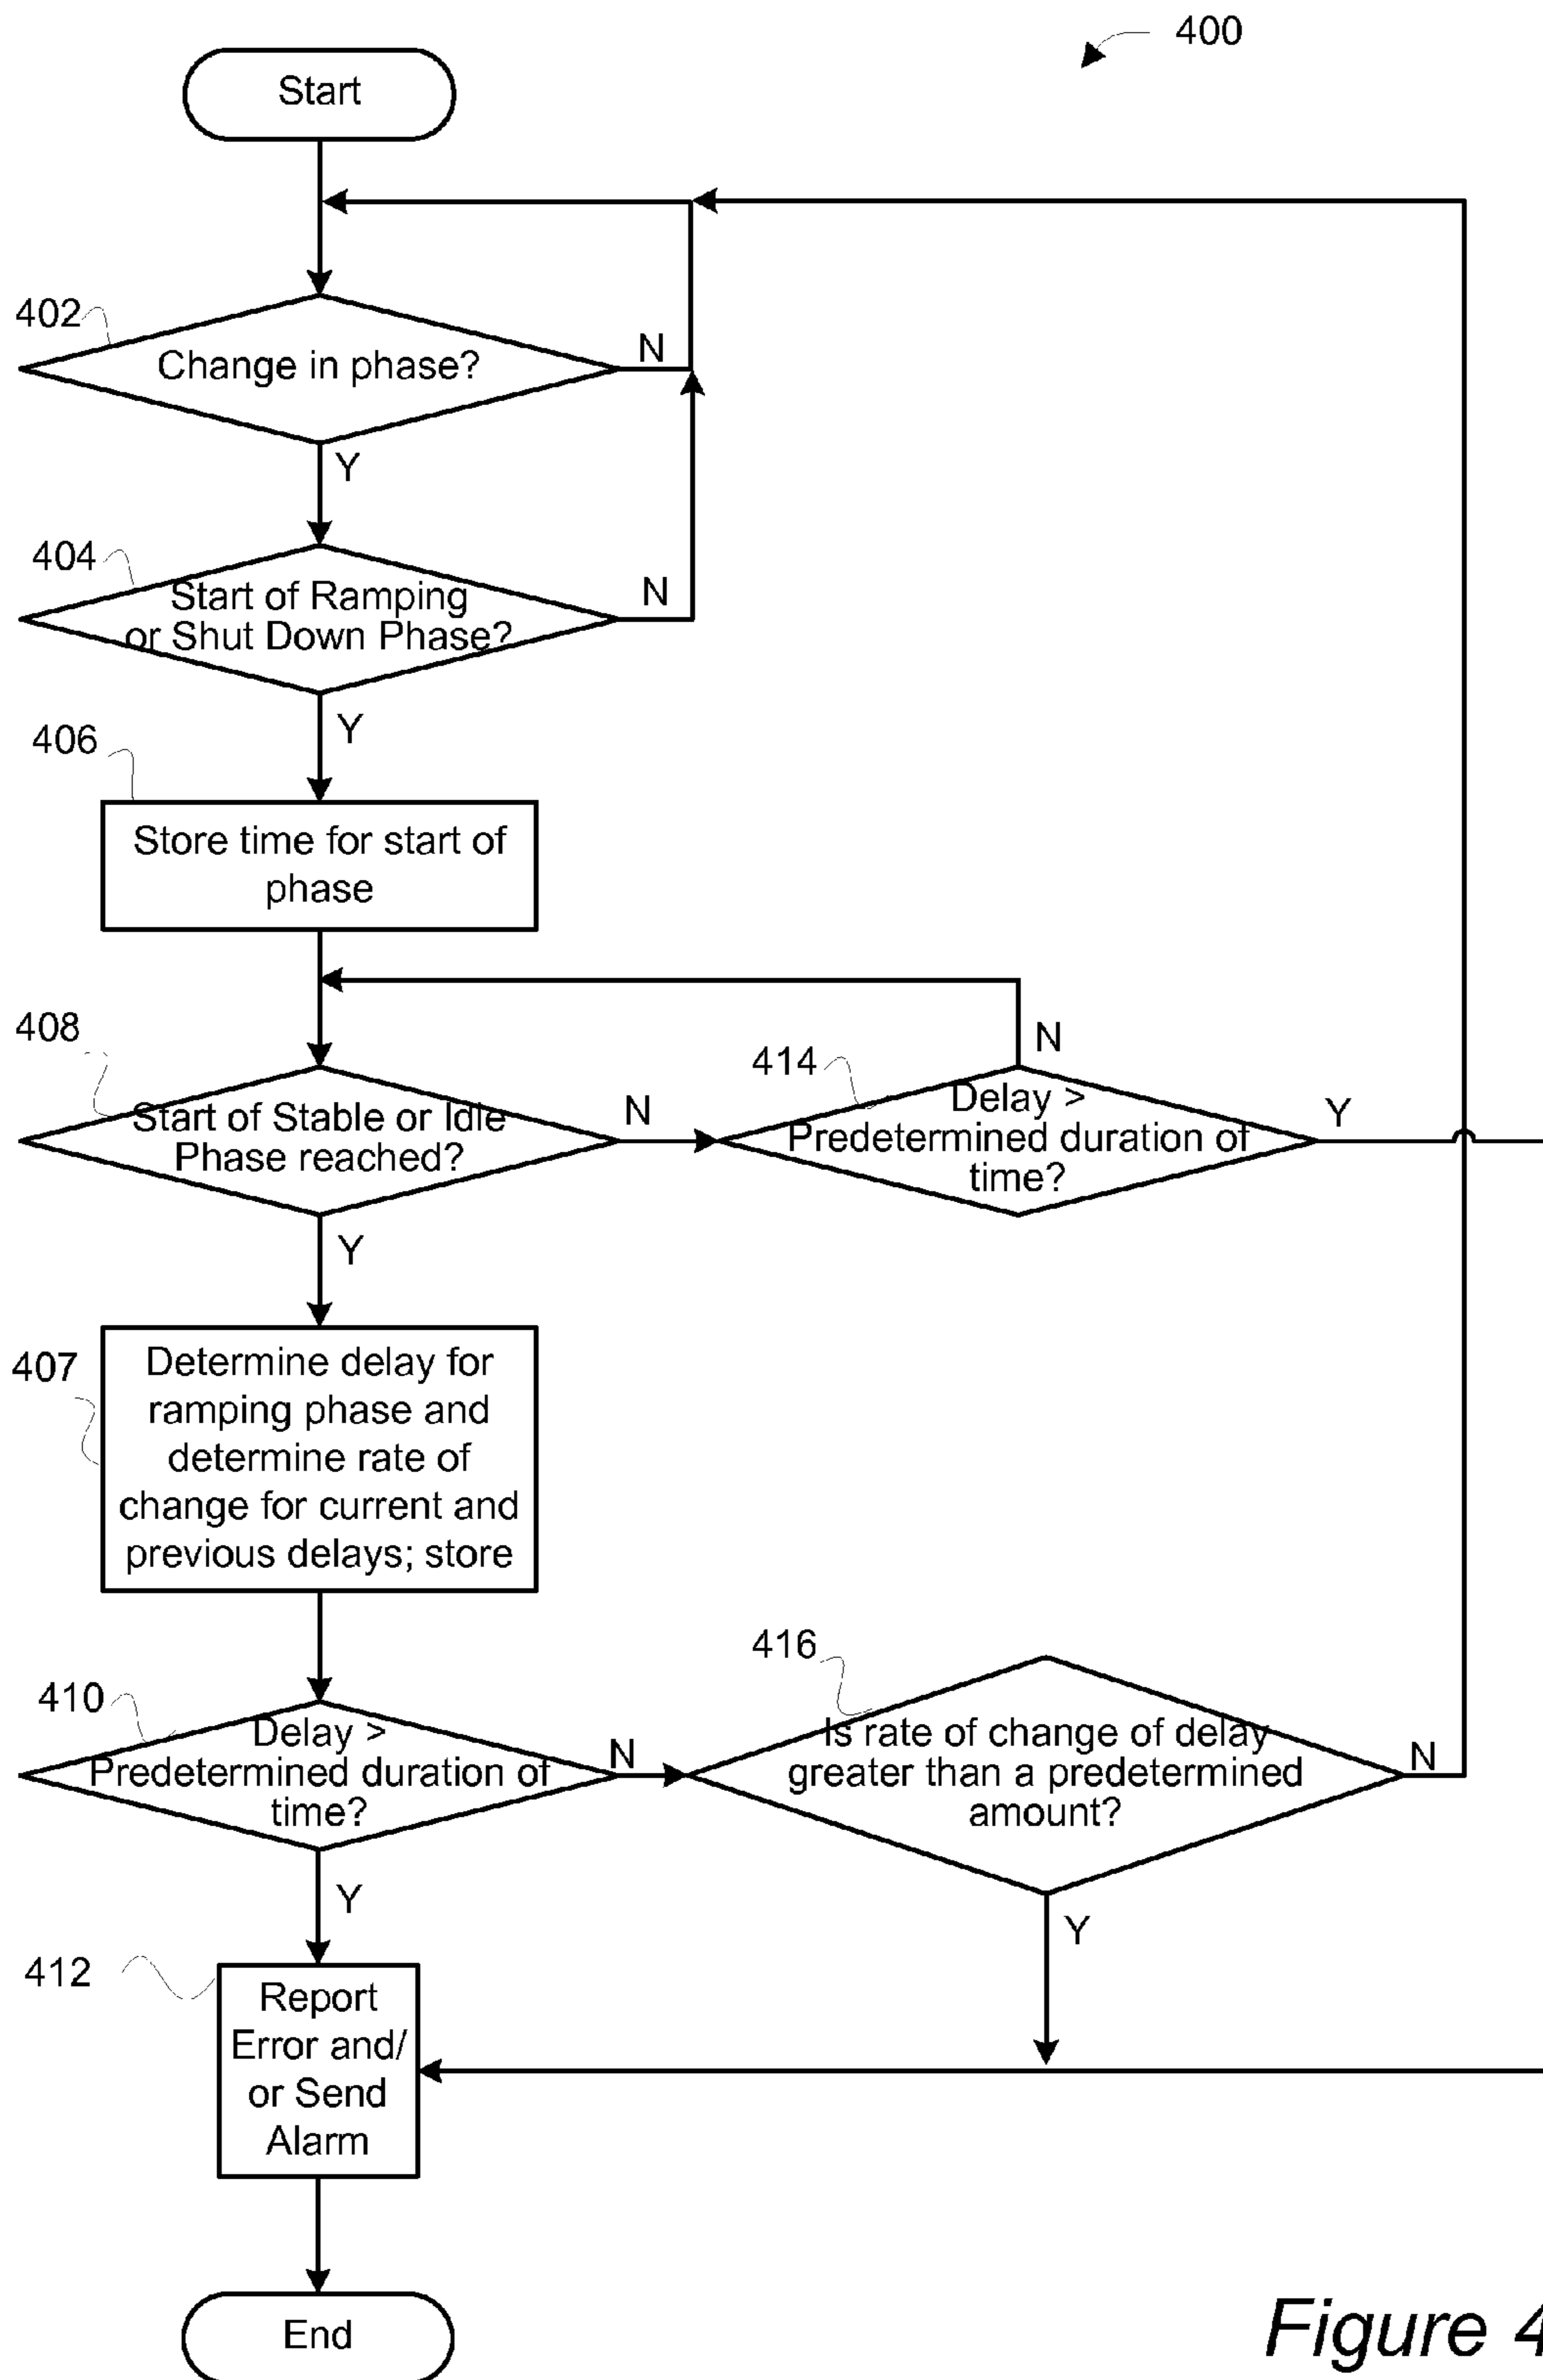 400
Start
402
Change in phase?
N
Y
404
Start of Ramping
or Shut Down Phase?
N
Y
406
Store time for start of
phase
408
Start of Stable or Idle
Phase reached?
N
Y
414
Delay >
Predetermined duration of
time?
N
Y
407
Determine delay for
ramping phase and
determine rate of
change for current and
previous delays; store
410
Delay >
Predetermined duration of
time?
N
Y
416
Is rate of change of delay
greater than a predetermined
amount?
N
Y
412
Report
Error and/
or Send
Alarm
End
Figure 4